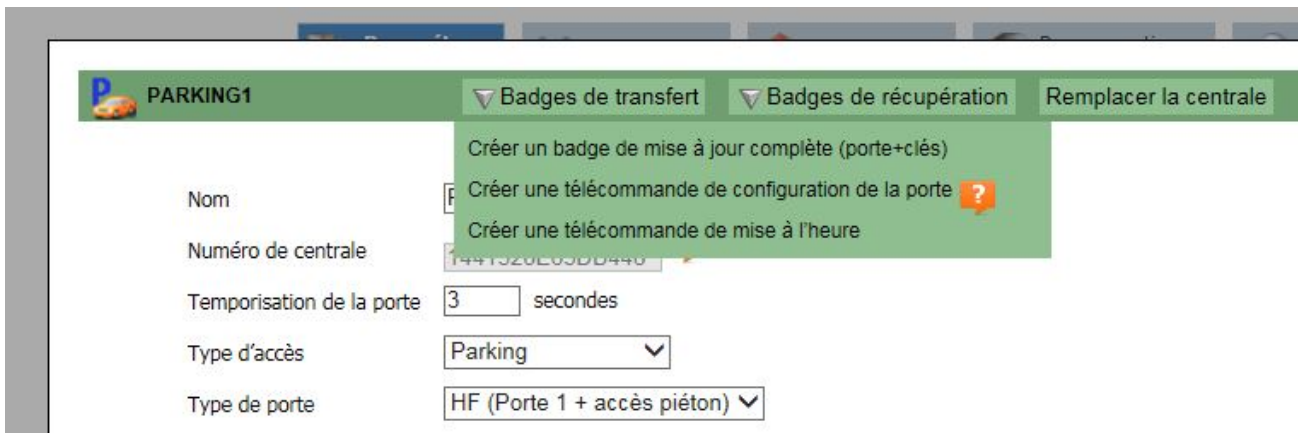 PARKING1 Badges de transfert Badges de récupération Remplacer la centrale
Créer un badge de mise à jour complète (porte+clés)
Créer une télécommande de configuration de la porte ?
Créer une télécommande de mise à l'heure
Nom
Numéro de centrale
Temporisation de la porte 3 secondes
Type d'accès Parking
Type de porte HF (Porte 1 + accès piéton)